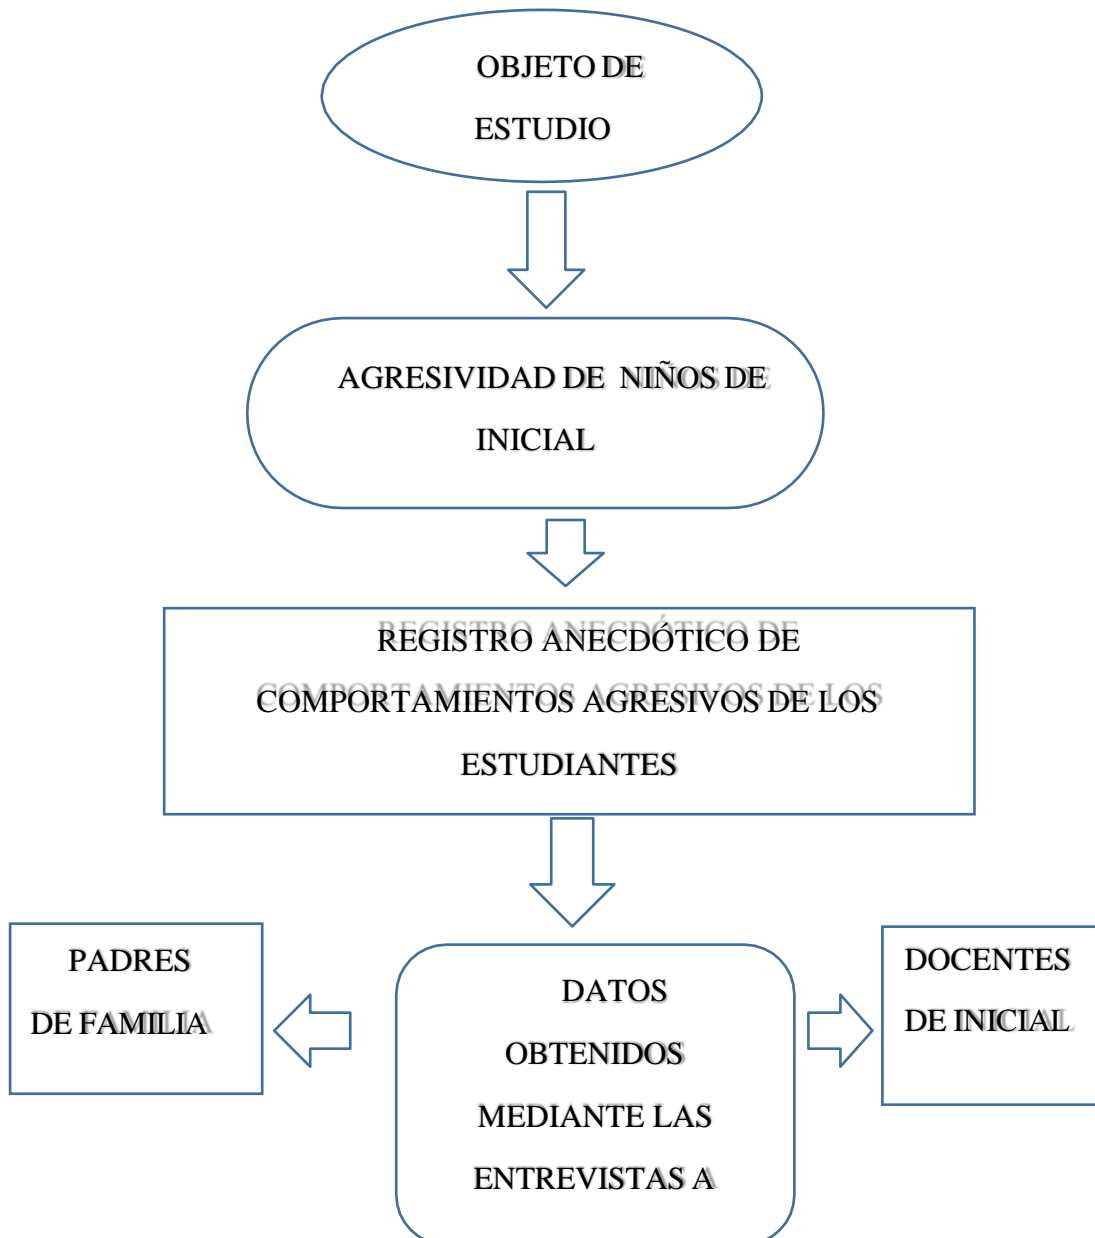 OBJETO DE
ESTUDIO
AGRESIVIDAD DE NIÑOS DE
INICIAL
REGISTRO ANECDÓTICO DE
COMPORTAMIENTOS AGRESIVOS DE LOS
ESTUDIANTES
PADRES
DE FAMILIA
DATOS
OBTENIDOS
MEDIANTE LAS
ENTREVISTAS A
DOCENTES
DE INICIAL